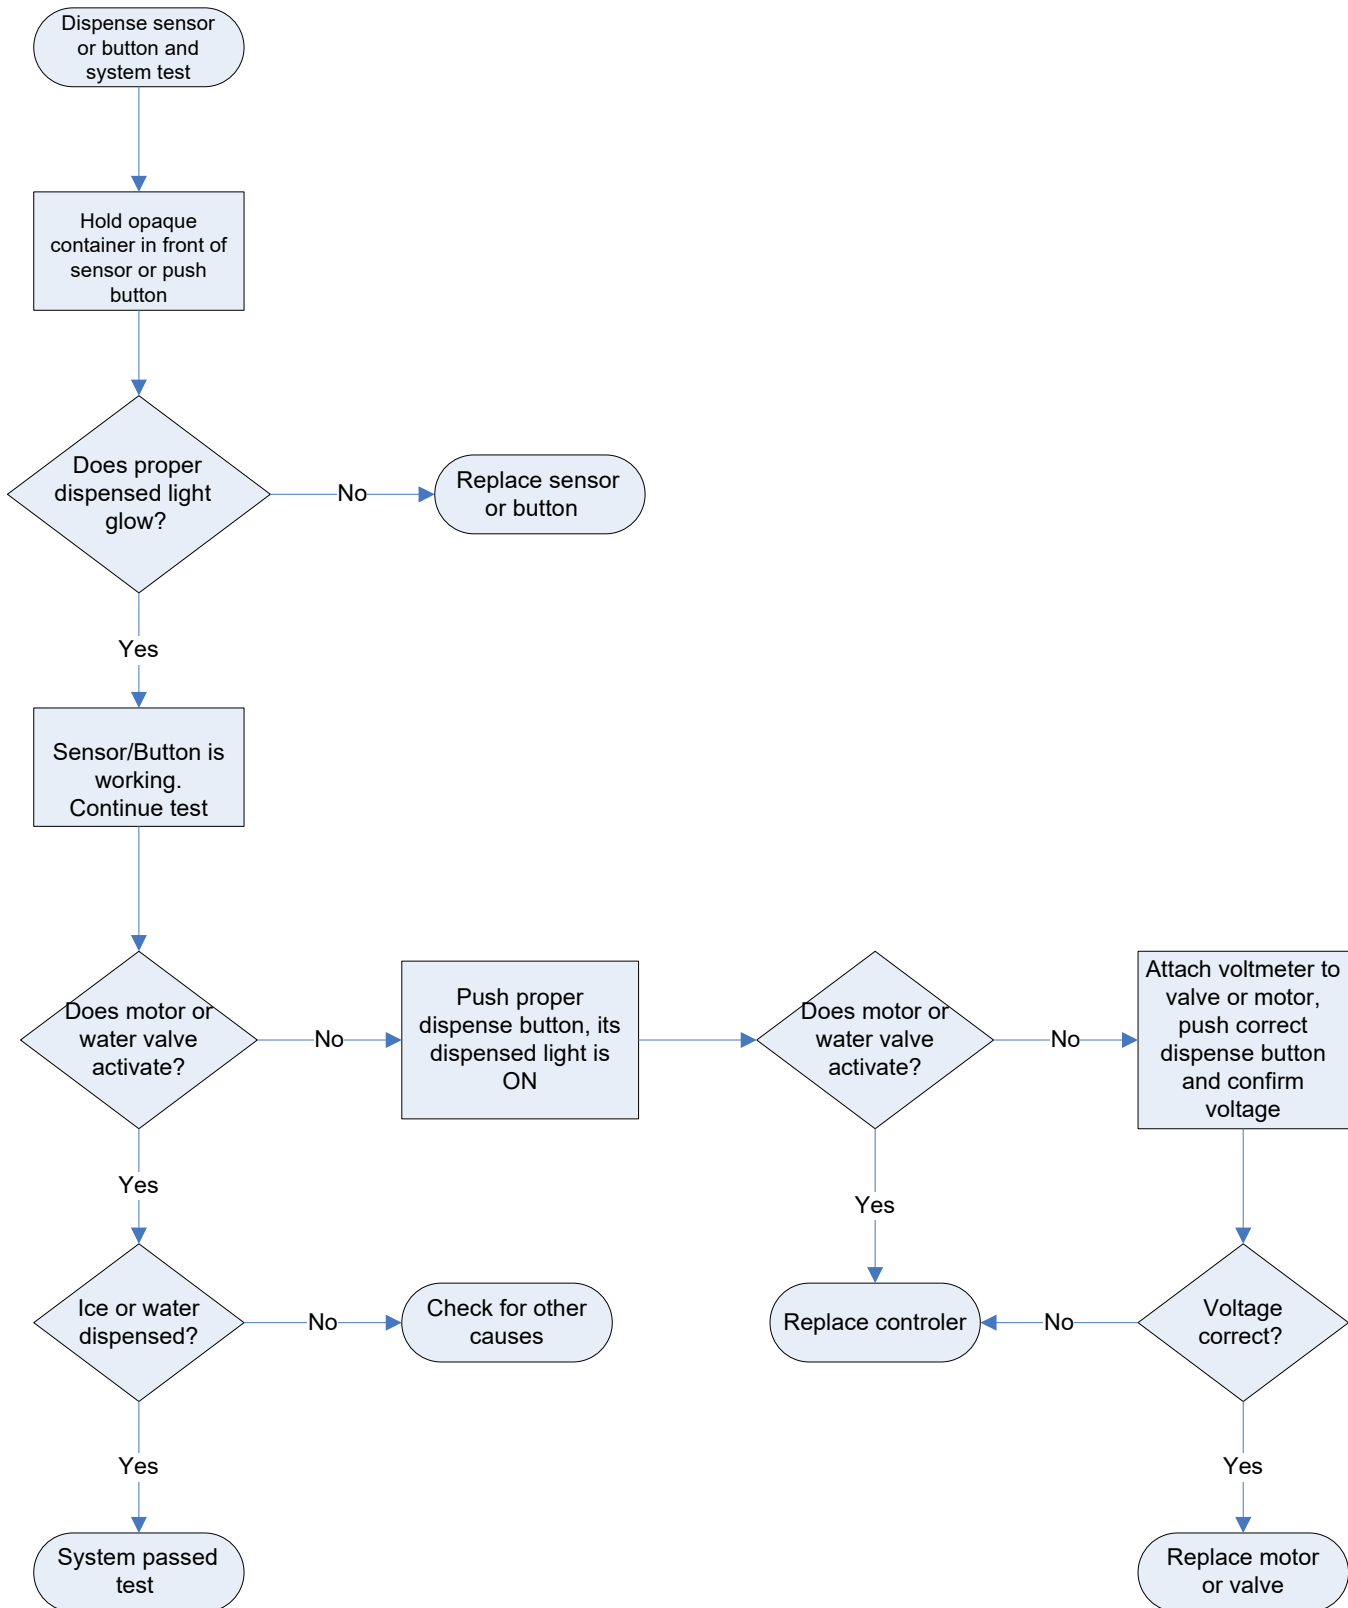 Dispense sensor
or button and
system test
Hold opaque
container in front of
sensor or push
button
Does proper
dispensed light
glow?
No
Replace sensor
or button
Yes
Sensor/Button is
working.
Continue test
Does motor or
water valve
activate?
No
Push proper
dispense button, its
dispensed light is
ON
Does motor or
water valve
activate?
No
Attach voltmeter to
valve or motor,
push correct
dispense button
and confirm
voltage
Yes
Yes
Ice or water
dispensed?
No
Check for other
causes
Replace controler
No
Voltage
correct?
Yes
Yes
System passed
test
Replace motor
or valve